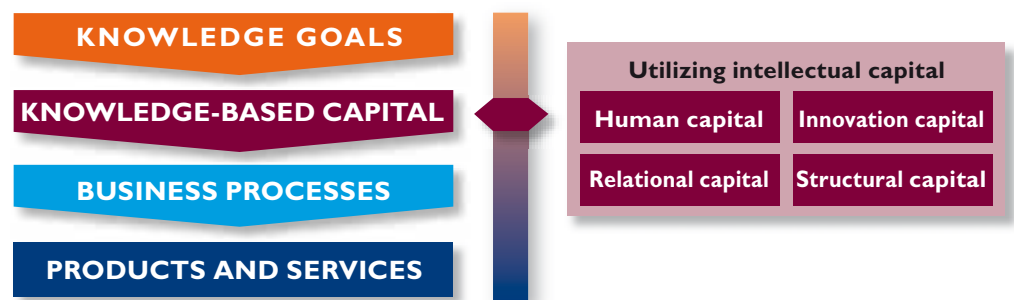 KNOWLEDGE GOALS
KNOWLEDGE-BASED CAPITAL
BUSINESS PROCESSES
PRODUCTS AND SERVICES
Utilizing intellectual capital
Human capital
Innovation capital
Relational capital
Structural capital